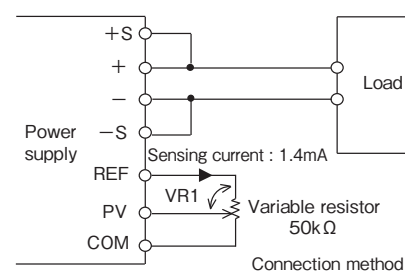 +S
+
−
−S
Load
Power
supply
Sensing current : 1.4mA
REF
VR1
PV
Variable resistor
50kΩ
COM
Connection method